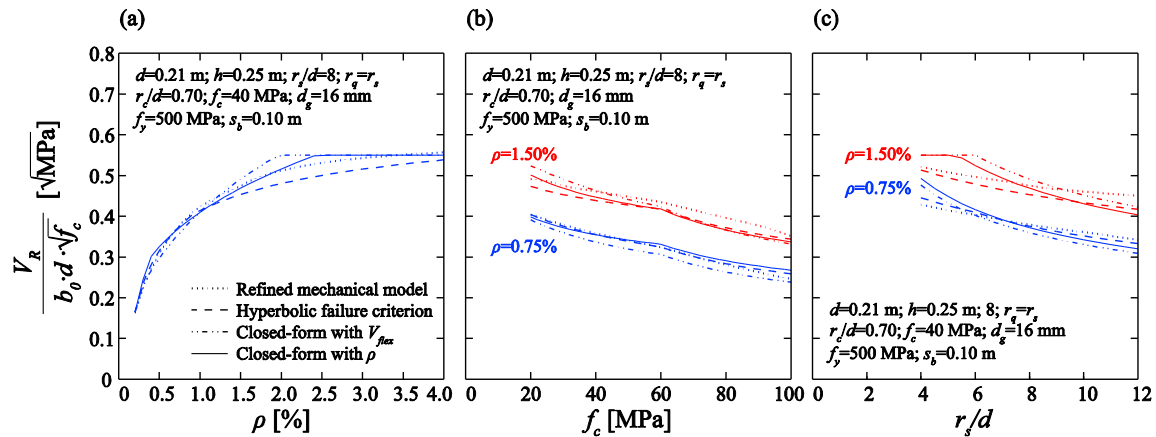 (a)
(b)
(c)
V_R / b_0·d·√f_c [√MPa]
0.8
0.7
0.6
0.5
0.4
0.3
0.2
0.1
0
d=0.21 m; h=0.25 m; r_s/d=8; r_q=r_s
r_c/d=0.70; f_c=40 MPa; d_g=16 mm
f_y=500 MPa; s_b=0.10 m
Refined mechanical model
Hyperbolic failure criterion
Closed-form with V_flex
Closed-form with ρ
0 0.5 1.0 1.5 2.0 2.5 3.0 3.5 4.0
ρ [%]
d=0.21 m; h=0.25 m; r_s/d=8; r_q=r_s
r_c/d=0.70; f_c=40 MPa; d_g=16 mm
f_y=500 MPa; s_b=0.10 m
ρ=1.50%
ρ=0.75%
0 20 40 60 80 100
f_c [MPa]
ρ=1.50%
ρ=0.75%
d=0.21 m; h=0.25 m; 8; r_q=r_s
r_c/d=0.70; f_c=40 MPa; d_g=16 mm
f_y=500 MPa; s_b=0.10 m
0 2 4 6 8 10 12
r_s/d